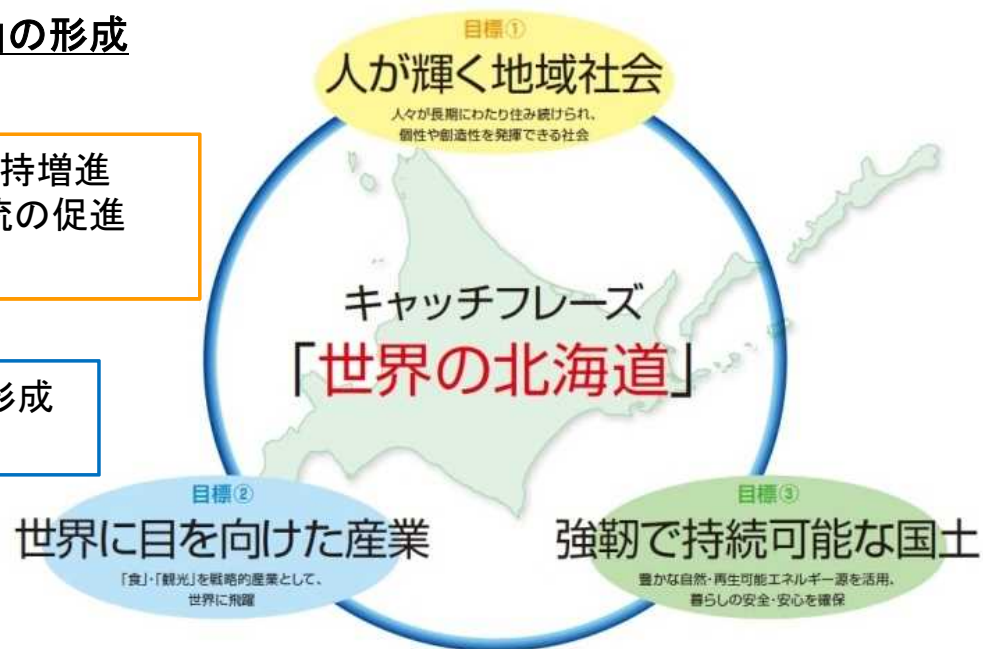 の形成
目標①
人が輝く地域社会
人々が長期にわたり住み続けられ、
個性や創造性を発揮できる社会
持増進
流の促進
キャッチフレーズ
「世界の北海道」
形成
目標②
世界に目を向けた産業
「食」・「観光」を戦略的産業として、
世界に飛躍
目標③
強靭で持続可能な国土
豊かな自然・再生可能エネルギー源を活用、
暮らしの安全・安心を確保